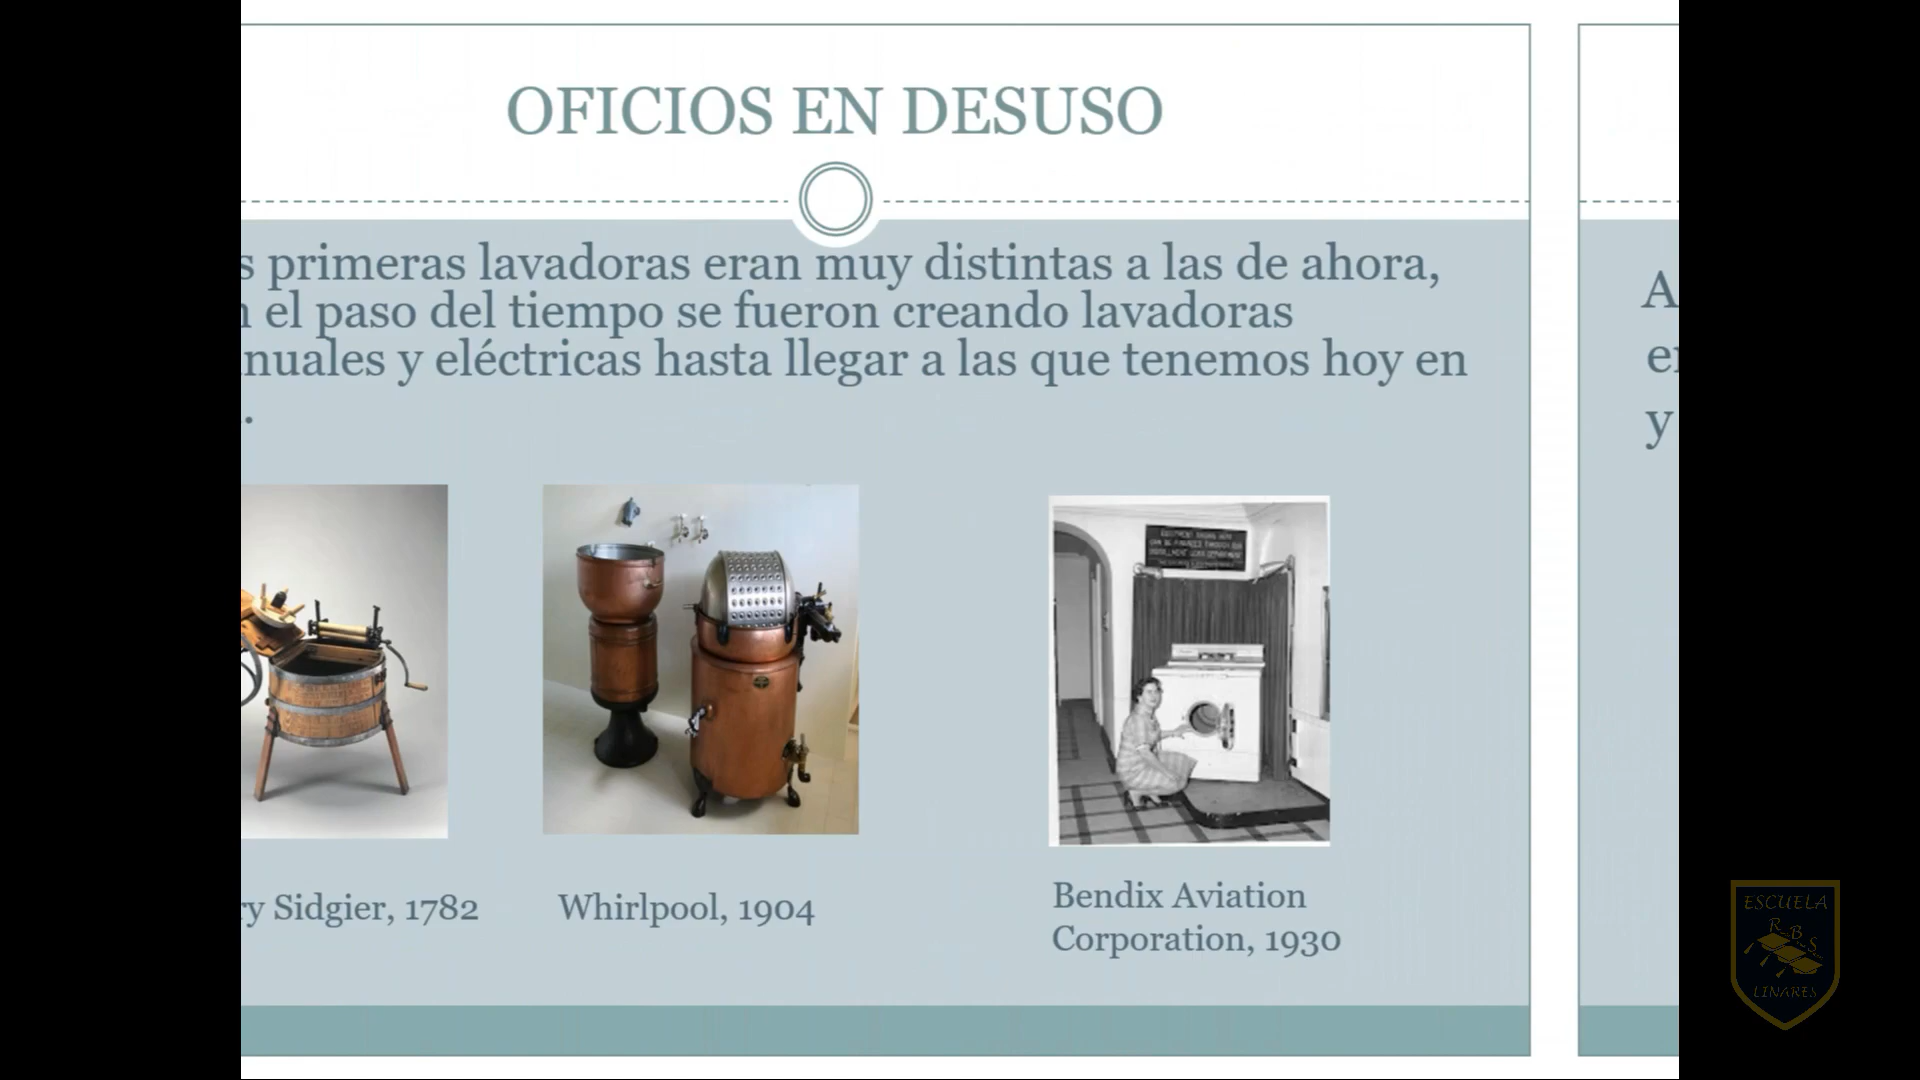 OFICIOS EN DESUSO
s primeras lavadoras eran muy distintas a las de ahora,
n el paso del tiempo se fueron creando lavadoras
nuales y eléctricas hasta llegar a las que tenemos hoy en
.
ry Sidgier, 1782
Whirlpool, 1904
Bendix Aviation
Corporation, 1930
A
y
ESCUELA
R B S
LINARES